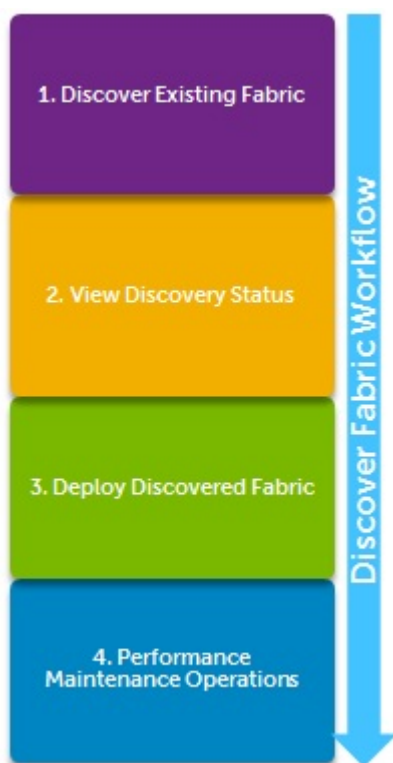 1. Discover Existing Fabric
2. View Discovery Status
3. Deploy Discovered Fabric
4. Performance
Maintenance Operations
Discover Fabric Workflow